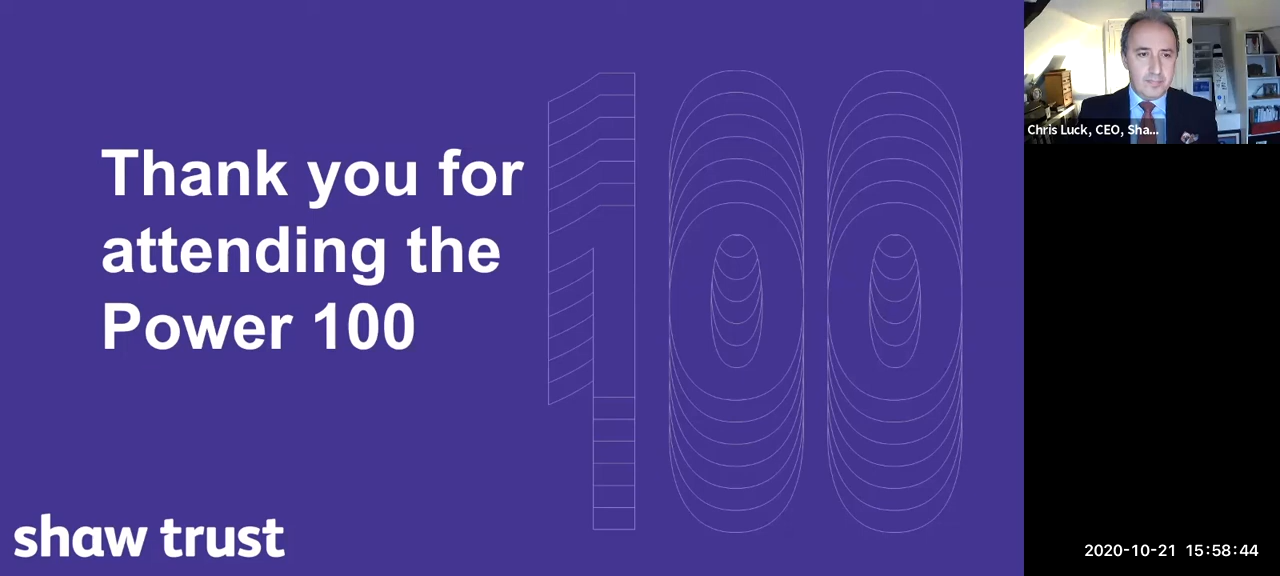 Thank you for
attending the
Power 100
100
shaw trust
Chris Luck, CEO, Sha...
2020-10-21 15:58:44